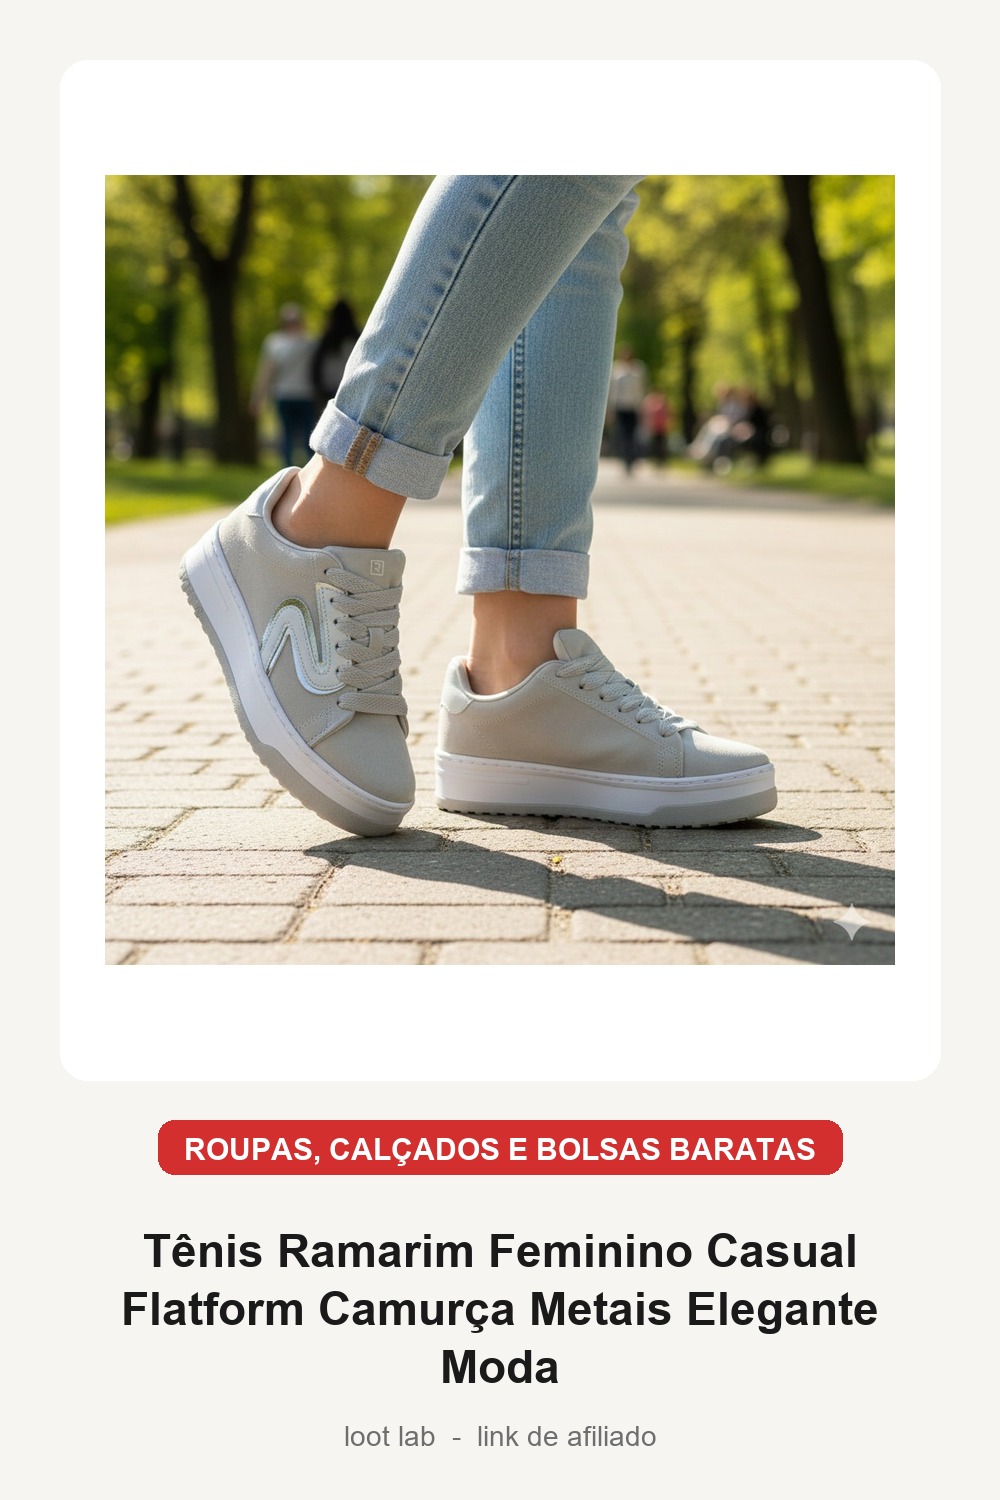 ROUPAS, CALÇADOS E BOLSAS BARATAS
Tênis Ramarim Feminino Casual
Flatform Camurça Metais Elegante
Moda
loot lab - link de afiliado